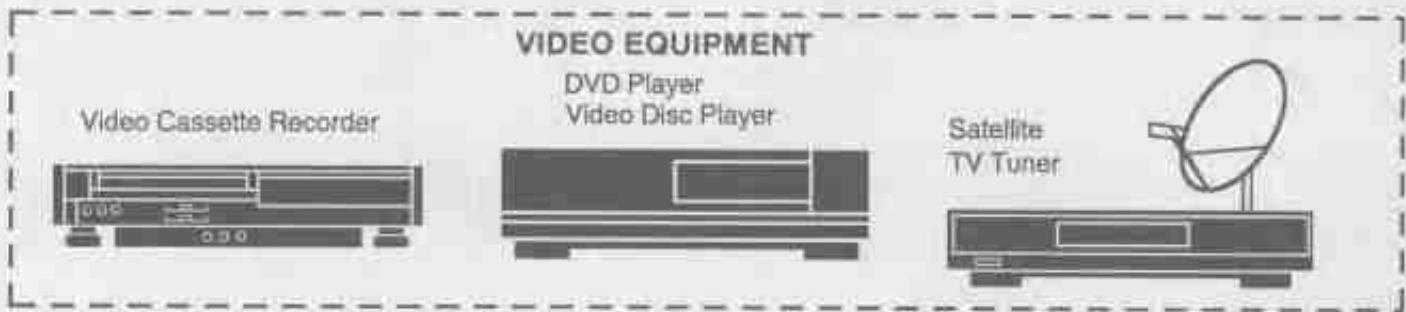 VIDEO EQUIPMENT
Video Cassette Recorder
DVD Player
Video Disc Player
Satellite
TV Tuner